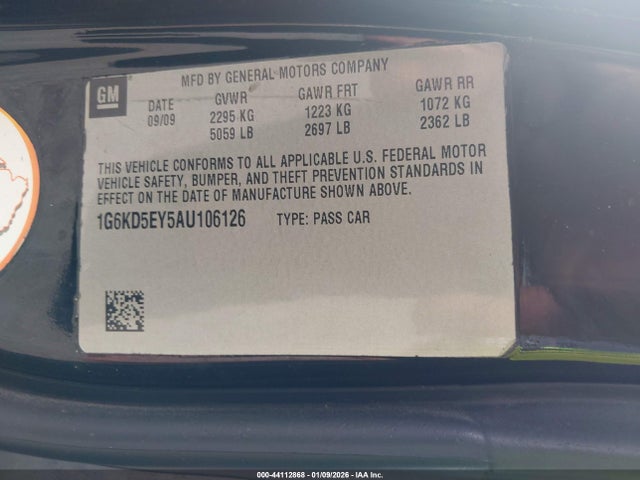 MFD BY GENERAL MOTORS COMPANY
GM
DATE GVWR GAWR FRT GAWR RR
09/09 2295 KG 1223 KG 1072 KG
5059 LB 2697 LB 2362 LB
THIS VEHICLE CONFORMS TO ALL APPLICABLE U.S. FEDERAL MOTOR
VEHICLE SAFETY, BUMPER, AND THEFT PREVENTION STANDARDS IN
EFFECT ON THE DATE OF MANUFACTURE SHOWN ABOVE.
1G6KD5EY5AU106126 TYPE: PASS CAR
000-44112868 - 01/09/2026 - IAA Inc.